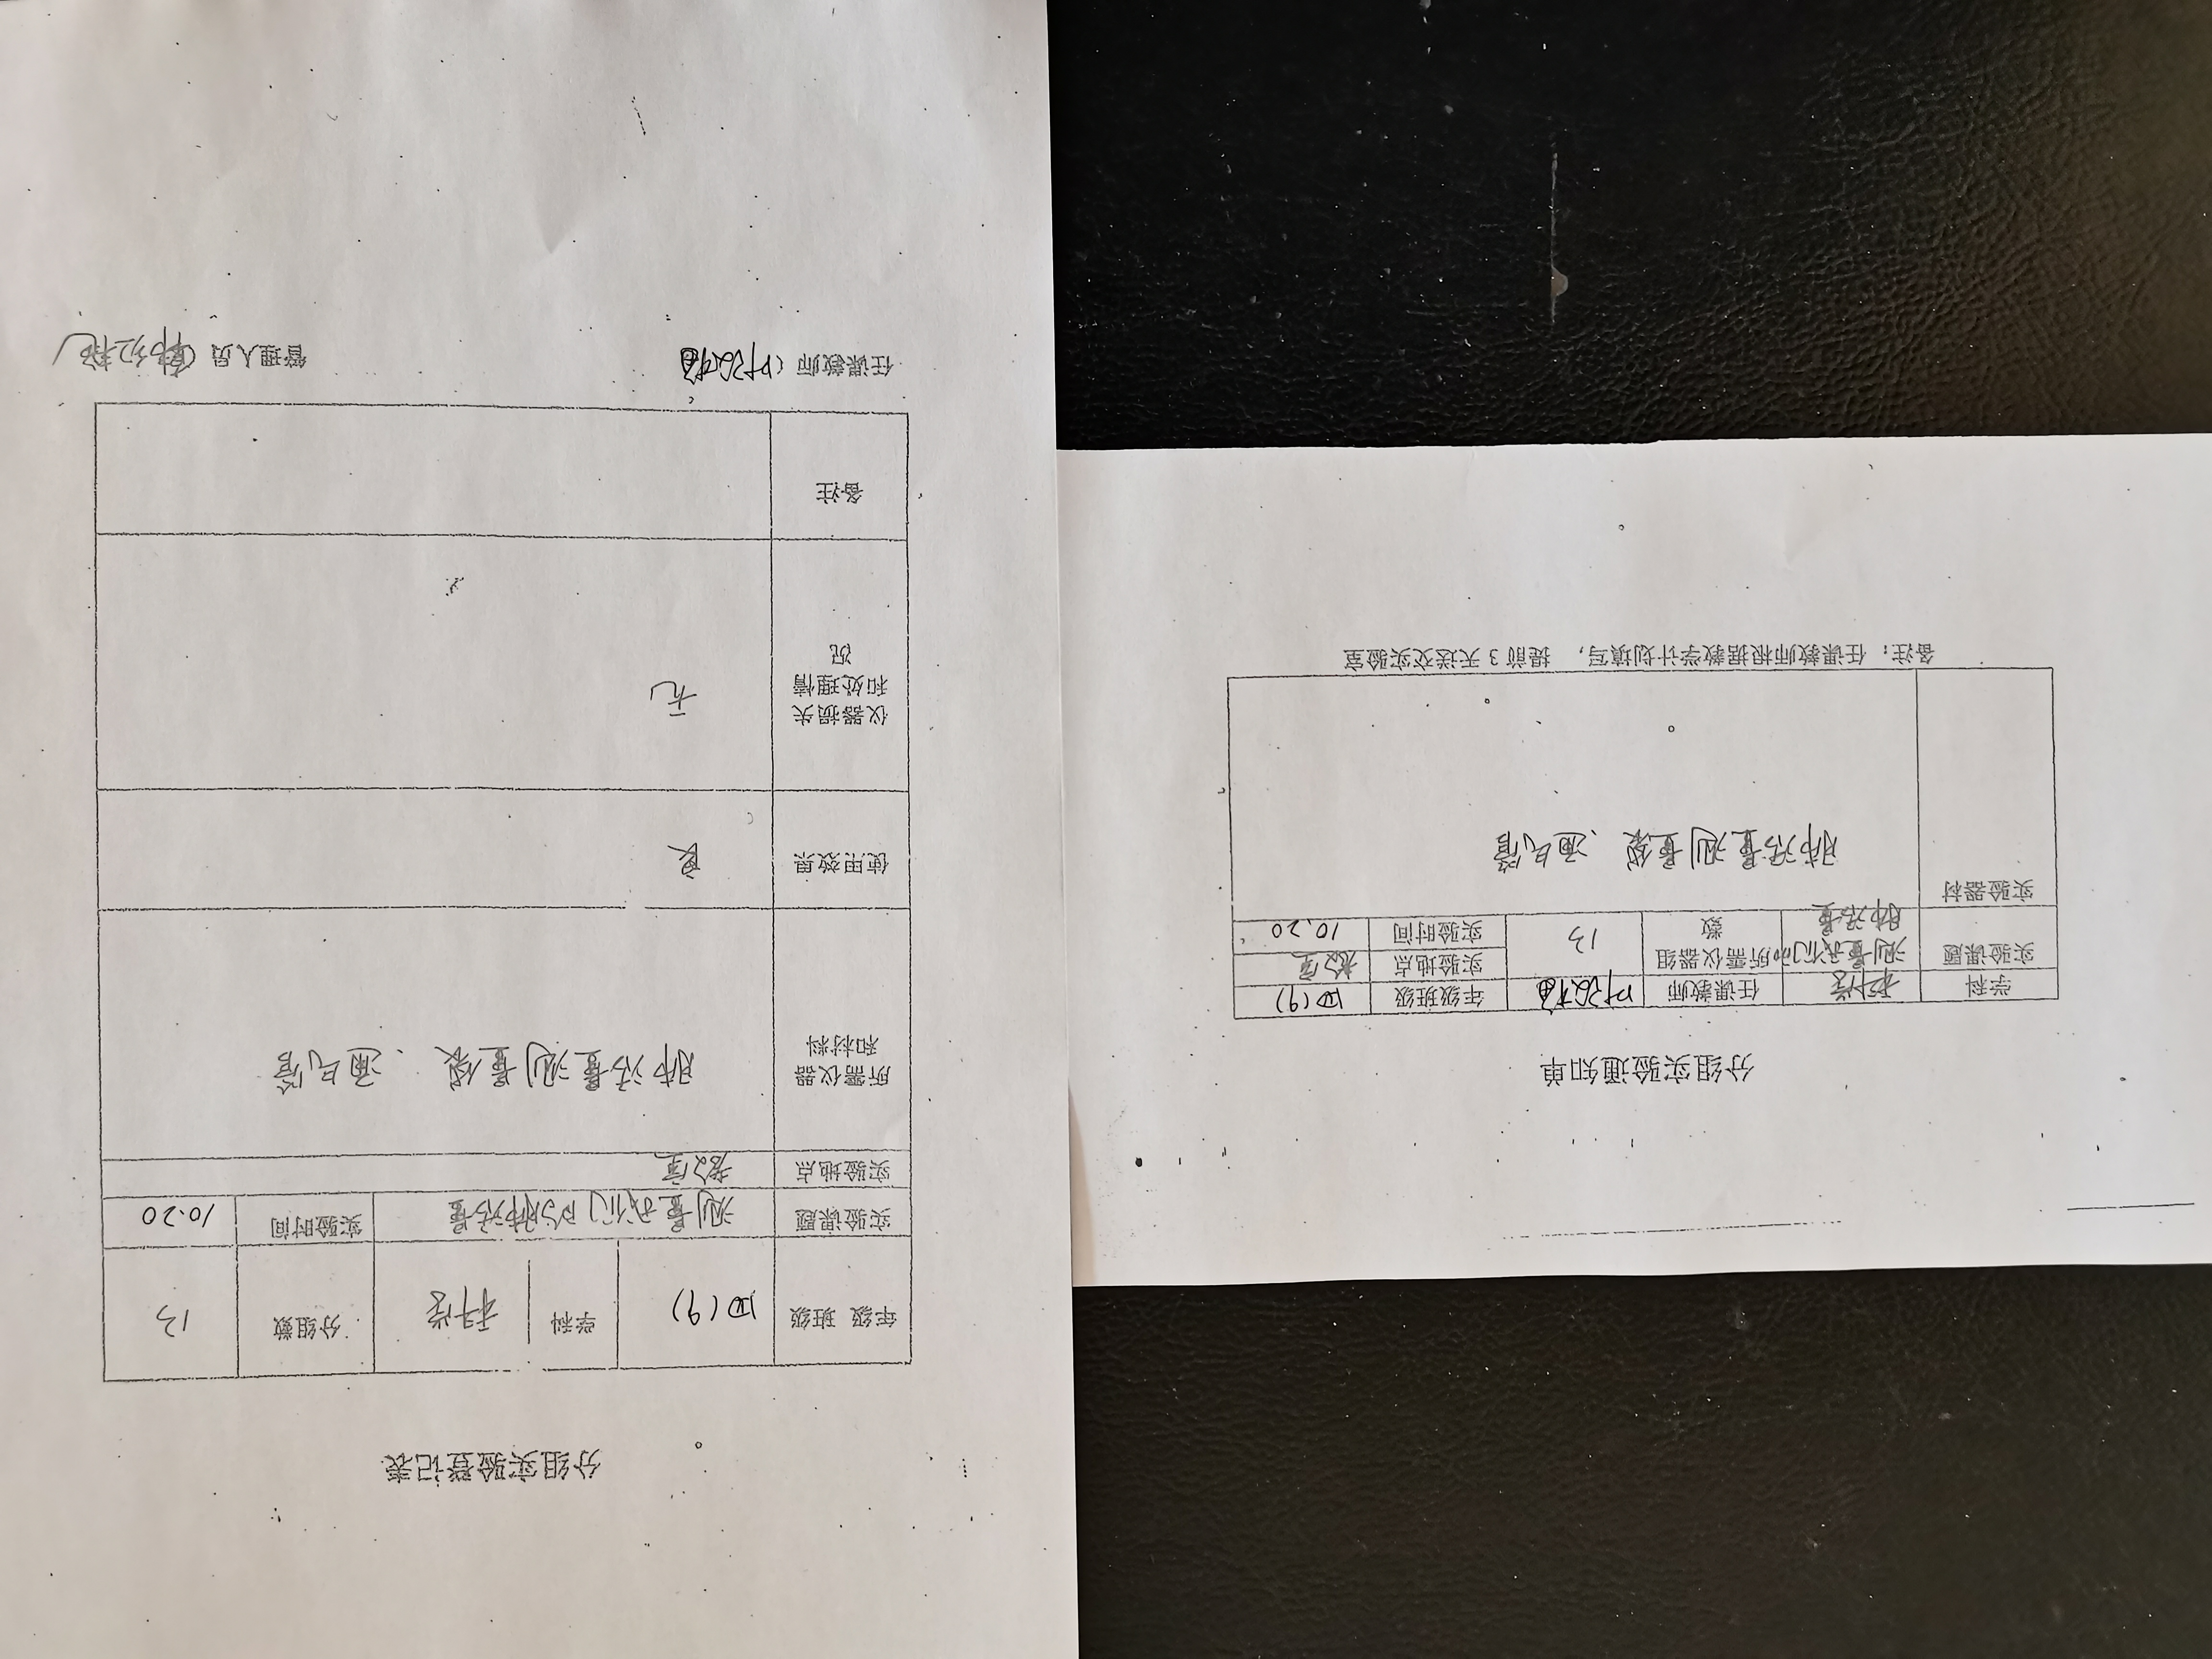 分组实验通知单
学科 科学 任课教师 年级班级 四(9)
实验课题 测量我们的肺活量 所需仪器组数 13 实验地点 教室
实验时间 10.20
实验器材
肺活量测量袋、通气管
备注：任课教师根据教学计划填写，提前 3 天送交实验室
分组实验登记表
年级 班级 四(9) 学科 科学 分组数 13
实验课题 测量我们的肺活量 实验时间 10.20
实验地点 教室
所需仪器和材料 肺活量测量袋、通气管
使用效果 良
仪器损失和处理情况 无
备注
任课教师( 管理人员(